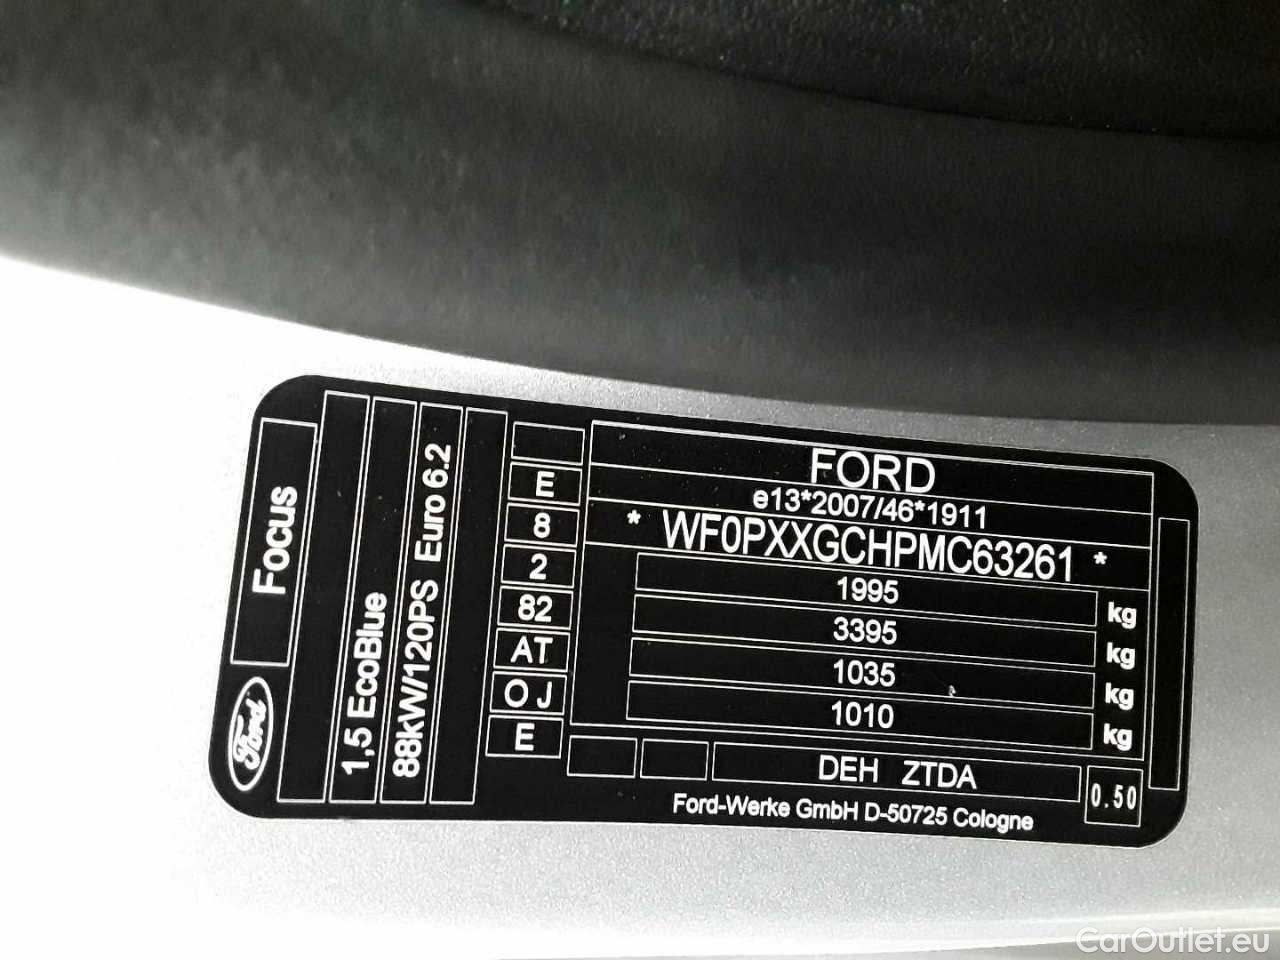 Ford
Focus
1,5 EcoBlue
88kW/120PS Euro 6.2
E
8
2
82
AT
OJ
E
FORD
e13*2007/46*1911
* WF0PXXGCHPMC63261 *
1995 kg
3395 kg
1035 kg
1010 kg
DEH ZTDA
0.50
Ford-Werke GmbH D-50725 Cologne
CarOutlet.eu